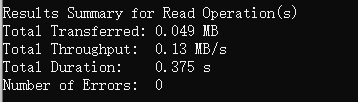 Results Summary for Read Operation(s)
Total Transferred: 0.049 MB
Total Throughput:  0.13 MB/s
Total Duration:    0.375 s
Number of Errors:  0